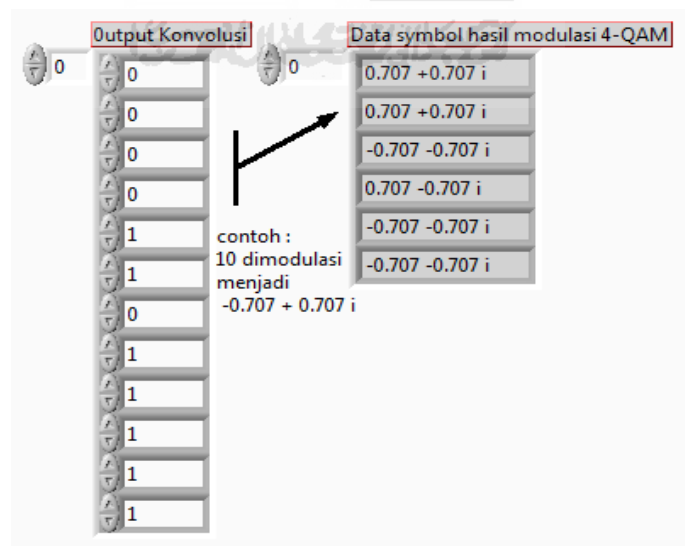 0utput Konvolusi
0
0
0
0
0
1
1
0
1
1
1
1
1
contoh :
10 dimodulasi
menjadi
-0.707 + 0.707 i
Data symbol hasil modulasi 4-QAM
0
0.707 +0.707 i
0.707 +0.707 i
-0.707 -0.707 i
0.707 -0.707 i
-0.707 -0.707 i
-0.707 -0.707 i